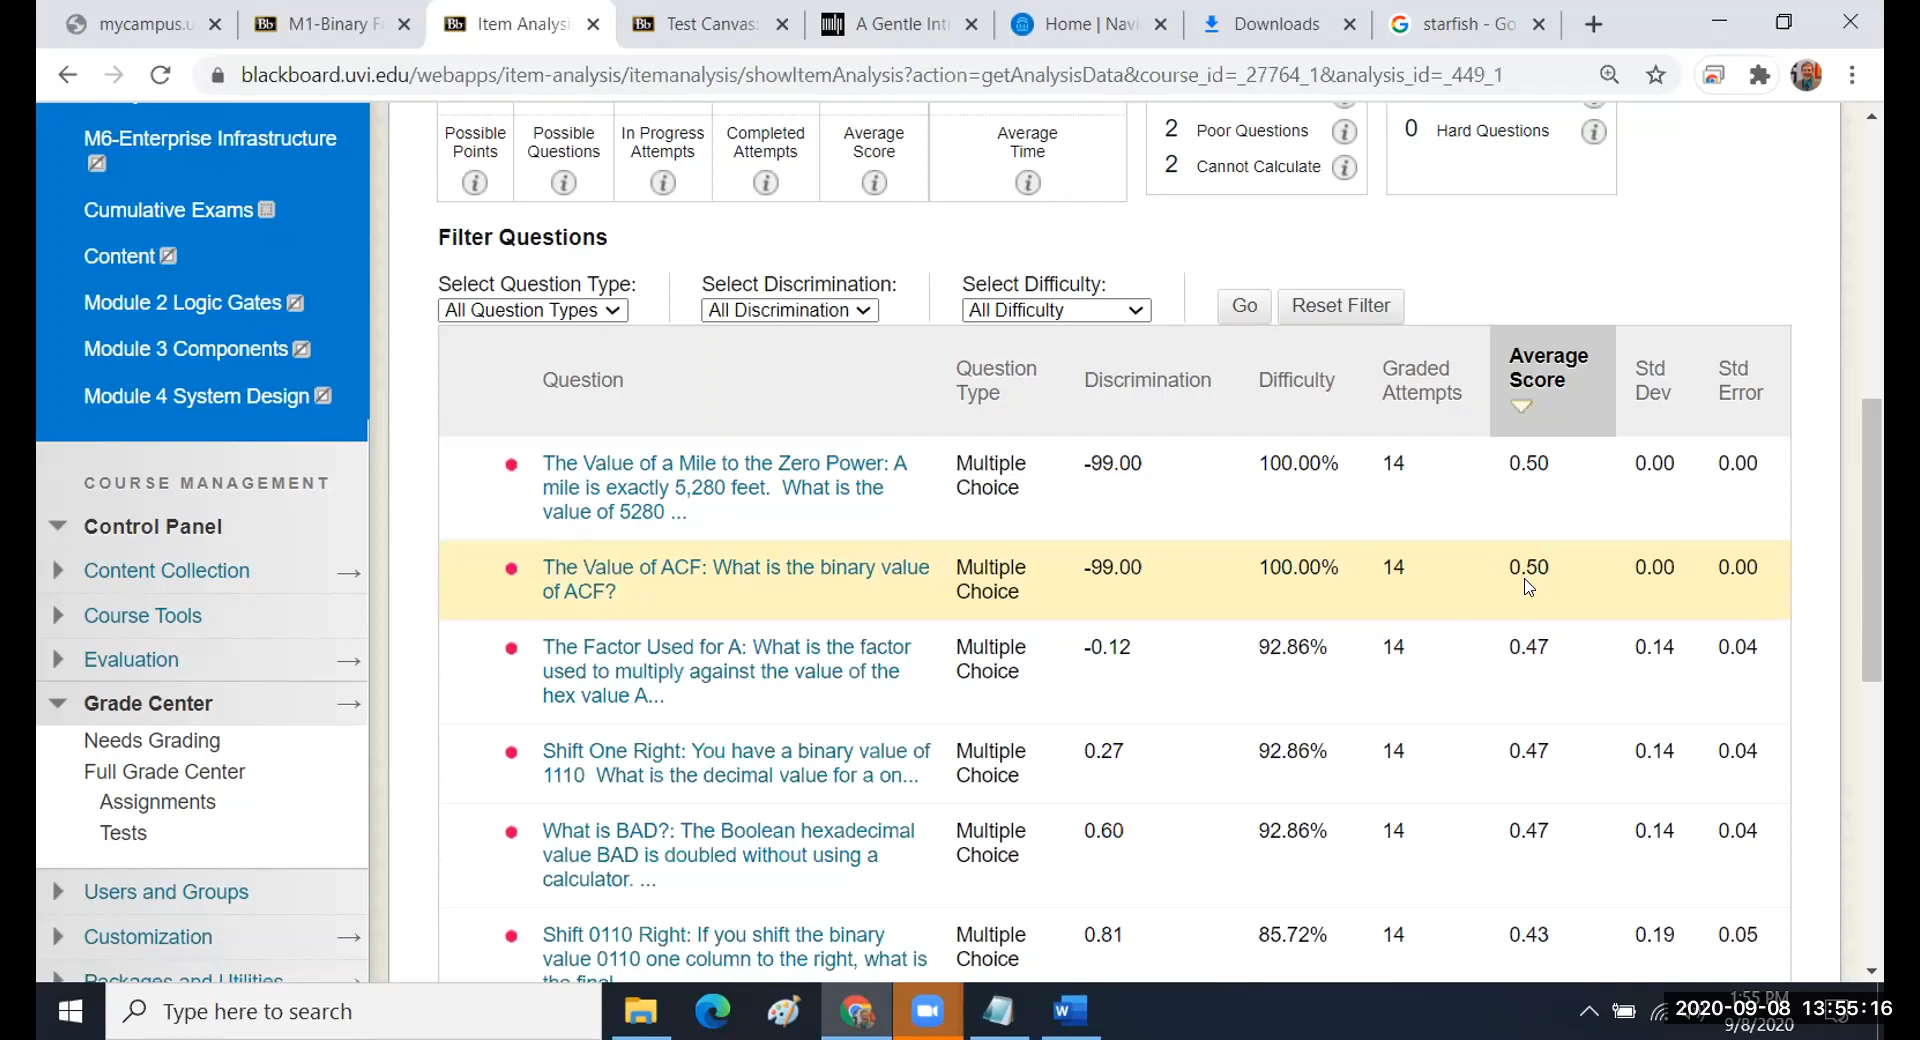 mycampus.u
M1-Binary F
Item Analysi
Test Canvas:
A Gentle Int
Home | Navi
Downloads
starfish - Go
blackboard.uvi.edu/webapps/item-analysis/itemanalysis/showItemAnalysis?action=getAnalysisData&course_id=_27764_1&analysis_id=_449_1
M6-Enterprise Infrastructure
Cumulative Exams
Content
Module 2 Logic Gates
Module 3 Components
Module 4 System Design
COURSE MANAGEMENT
Control Panel
Content Collection
Course Tools
Evaluation
Grade Center
Needs Grading
Full Grade Center
Assignments
Tests
Users and Groups
Customization
Packages and Utilities
Possible
Points
Possible
Questions
In Progress
Attempts
Completed
Attempts
Average
Score
Average
Time
2 Poor Questions
2 Cannot Calculate
0 Hard Questions
Filter Questions
Select Question Type:
All Question Types
Select Discrimination:
All Discrimination
Select Difficulty:
All Difficulty
Go
Reset Filter
Question
Question
Type
Discrimination
Difficulty
Graded
Attempts
Average
Score
Std
Dev
Std
Error
The Value of a Mile to the Zero Power: A
mile is exactly 5,280 feet. What is the
value of 5280 ...
Multiple
Choice
-99.00
100.00%
14
0.50
0.00
0.00
The Value of ACF: What is the binary value
of ACF?
Multiple
Choice
-99.00
100.00%
14
0.50
0.00
0.00
The Factor Used for A: What is the factor
used to multiply against the value of the
hex value A...
Multiple
Choice
-0.12
92.86%
14
0.47
0.14
0.04
Shift One Right: You have a binary value of
1110 What is the decimal value for a on...
Multiple
Choice
0.27
92.86%
14
0.47
0.14
0.04
What is BAD?: The Boolean hexadecimal
value BAD is doubled without using a
calculator. ...
Multiple
Choice
0.60
92.86%
14
0.47
0.14
0.04
Shift 0110 Right: If you shift the binary
value 0110 one column to the right, what is
the final
Multiple
Choice
0.81
85.72%
14
0.43
0.19
0.05
Type here to search
1:55 PM
2020-09-08 13:55:16
9/8/2020